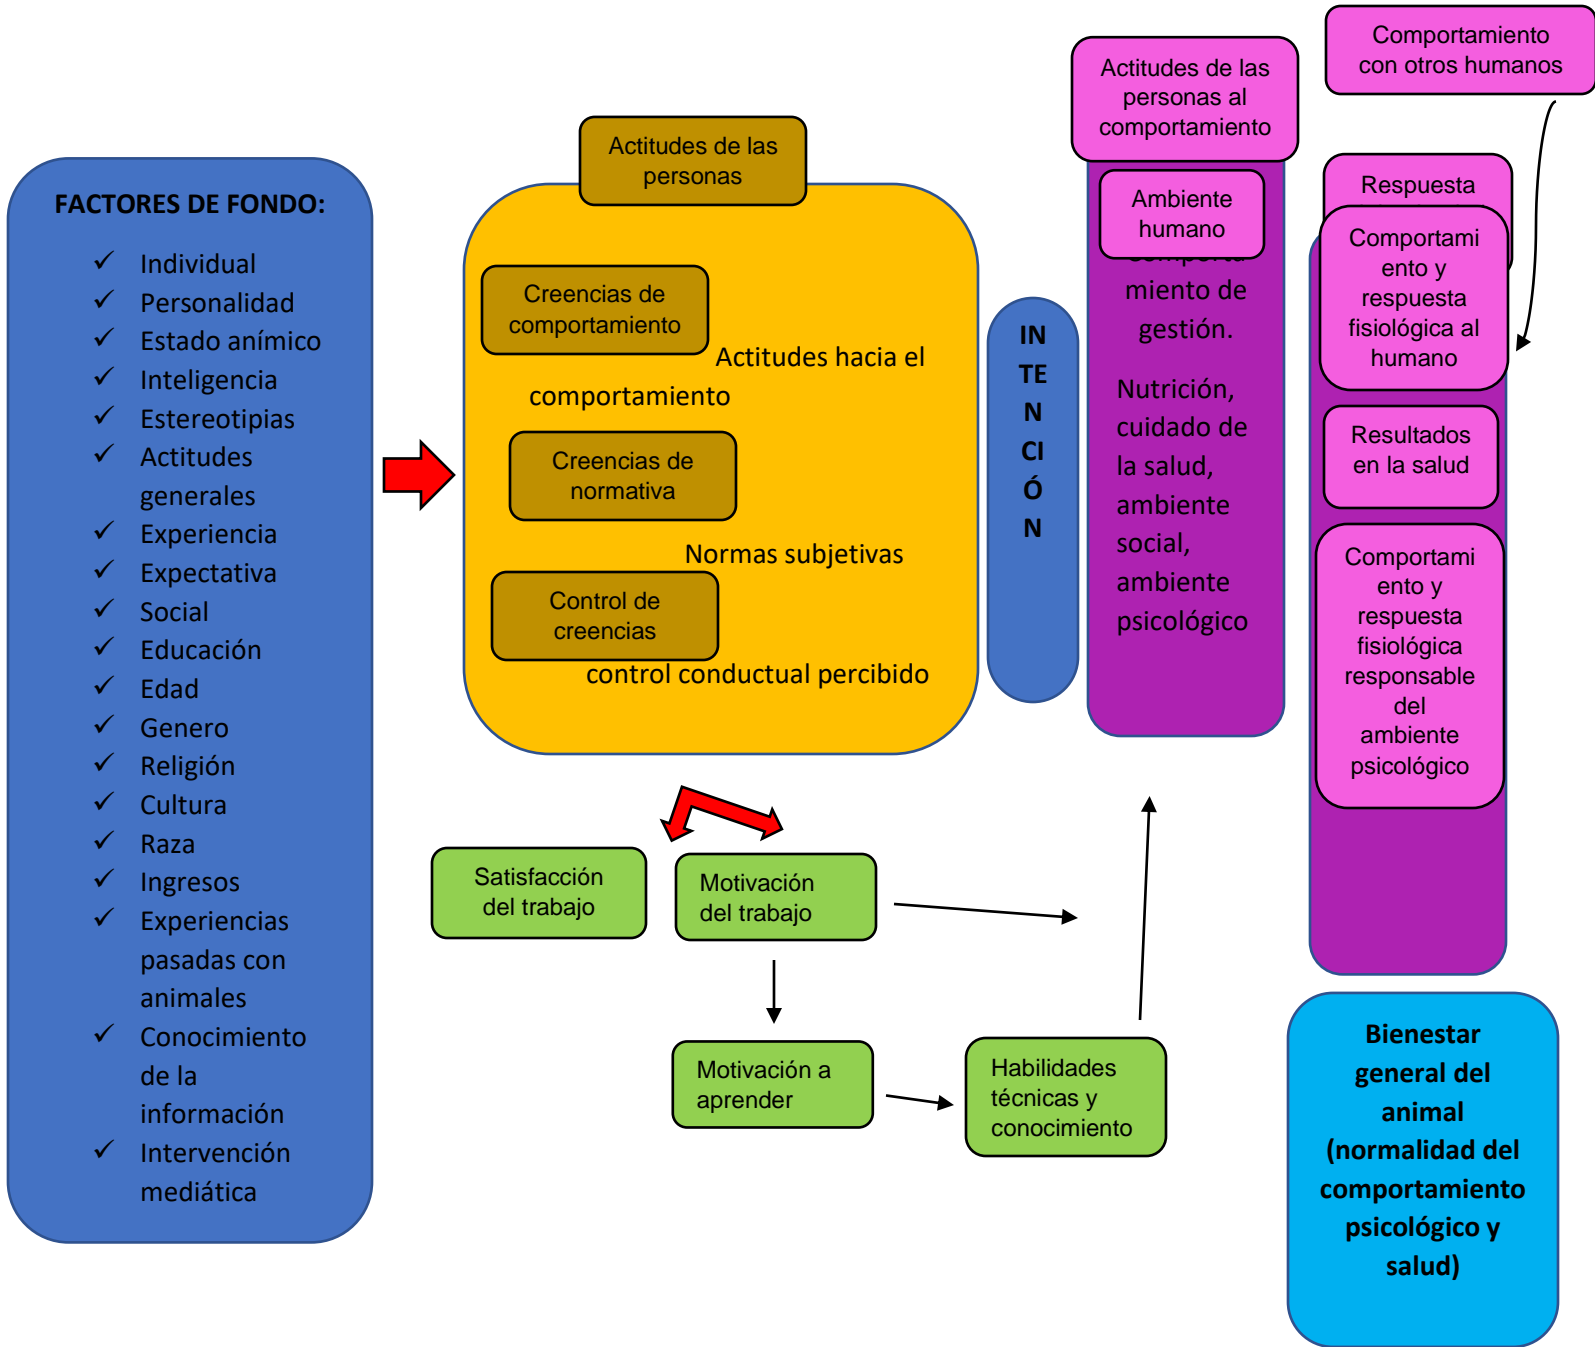 FACTORES DE FONDO:
Individual
Personalidad
Estado anímico
Inteligencia
Estereotipias
Actitudes
generales
Experiencia
Expectativa
Social
Educación
Edad
Genero
Religión
Cultura
Raza
Ingresos
Experiencias
pasadas con
animales
Conocimiento
de la
información
Intervención
mediática
Actitudes de las
personas
Creencias de
comportamiento
Actitudes hacia el
comportamiento
Creencias de
normativa
Normas subjetivas
Control de
creencias
control conductual percibido
IN
TE
N
CI
Ó
N
Satisfacción
del trabajo
Motivación
del trabajo
Motivación a
aprender
Habilidades
técnicas y
conocimiento
Actitudes de las
personas al
comportamiento
Ambiente
humano
miento de
gestión.
Nutrición,
cuidado de
la salud,
ambiente
social,
ambiente
psicológico
Comportamiento
con otros humanos
Respuesta
Comportami
ento y
respuesta
fisiológica al
humano
Resultados
en la salud
Comportami
ento y
respuesta
fisiológica
responsable
del
ambiente
psicológico
Bienestar
general del
animal
(normalidad del
comportamiento
psicológico y
salud)